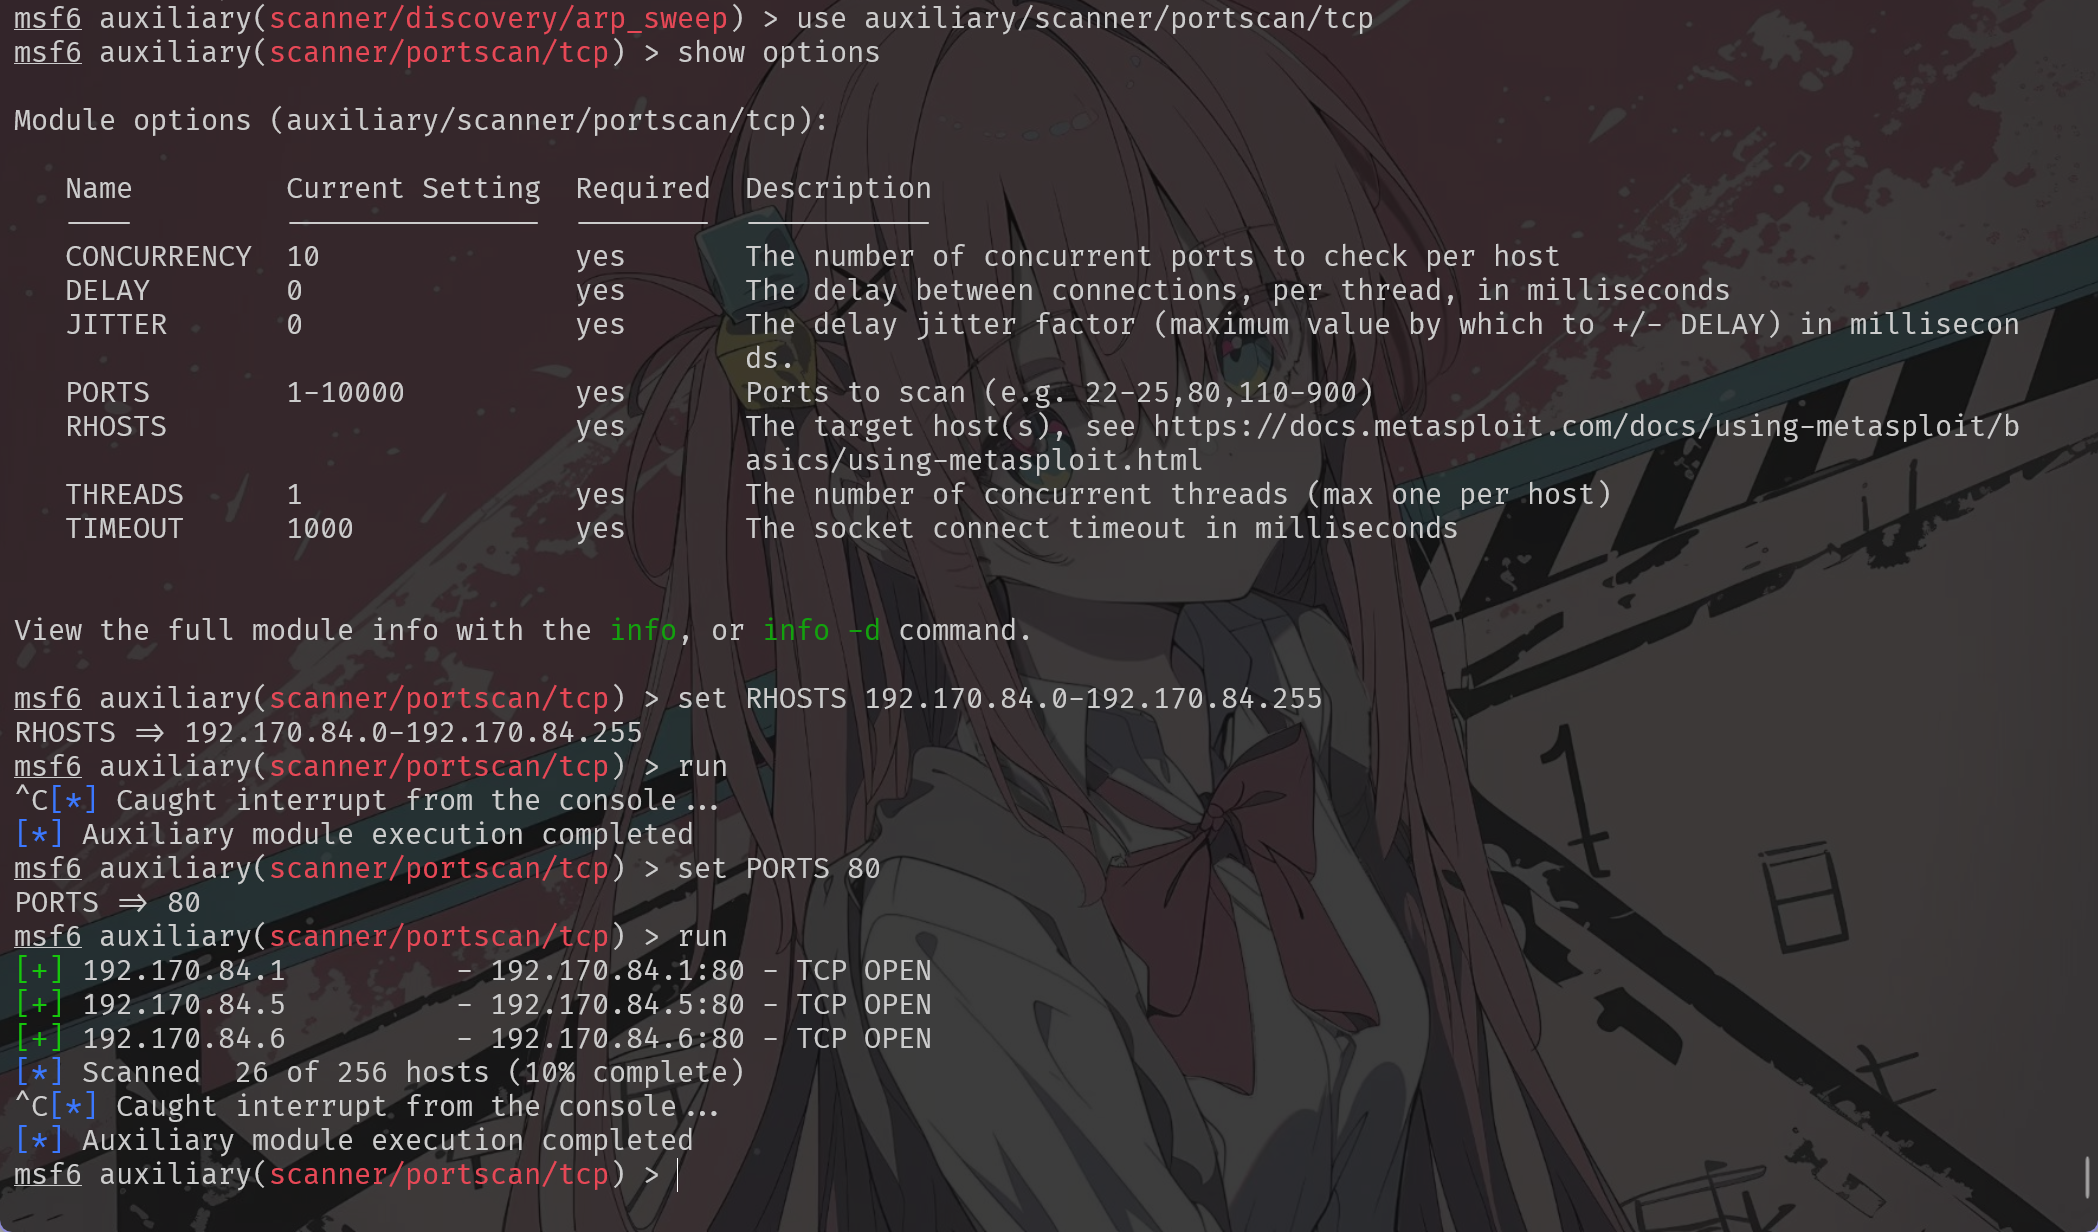 msf6 auxiliary(scanner/discovery/arp_sweep) > use auxiliary/scanner/portscan/tcp
msf6 auxiliary(scanner/portscan/tcp) > show options
Module options (auxiliary/scanner/portscan/tcp):
Name Current Setting Required Description
CONCURRENCY 10 yes The number of concurrent ports to check per host
DELAY 0 yes The delay between connections, per thread, in milliseconds
JITTER 0 yes The delay jitter factor (maximum value by which to +/- DELAY) in millisecon
ds.
PORTS 1-10000 yes Ports to scan (e.g. 22-25,80,110-900)
RHOSTS yes The target host(s), see https://docs.metasploit.com/docs/using-metasploit/b
asics/using-metasploit.html
THREADS 1 yes The number of concurrent threads (max one per host)
TIMEOUT 1000 yes The socket connect timeout in milliseconds
View the full module info with the info, or info -d command.
msf6 auxiliary(scanner/portscan/tcp) > set RHOSTS 192.170.84.0-192.170.84.255
RHOSTS => 192.170.84.0-192.170.84.255
msf6 auxiliary(scanner/portscan/tcp) > run
^C[*] Caught interrupt from the console...
[*] Auxiliary module execution completed
msf6 auxiliary(scanner/portscan/tcp) > set PORTS 80
PORTS => 80
msf6 auxiliary(scanner/portscan/tcp) > run
[+] 192.170.84.1 - 192.170.84.1:80 - TCP OPEN
[+] 192.170.84.5 - 192.170.84.5:80 - TCP OPEN
[+] 192.170.84.6 - 192.170.84.6:80 - TCP OPEN
[*] Scanned 26 of 256 hosts (10% complete)
^C[*] Caught interrupt from the console...
[*] Auxiliary module execution completed
msf6 auxiliary(scanner/portscan/tcp) >